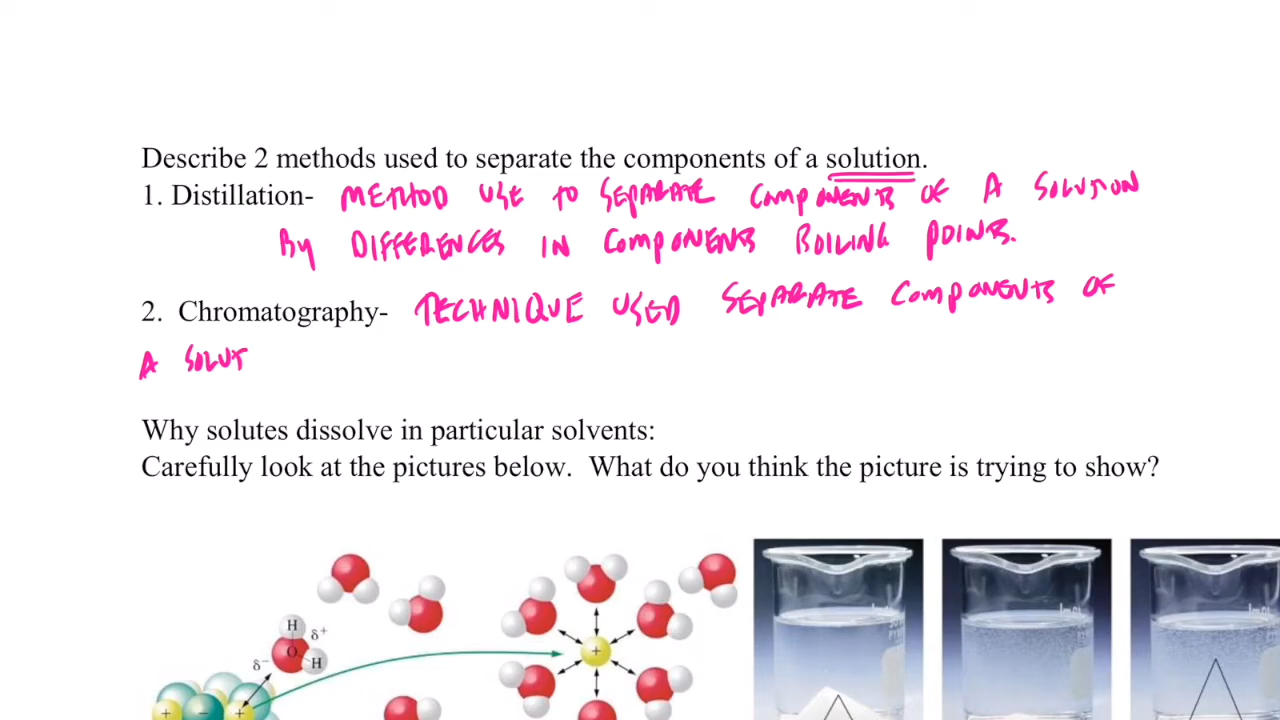 Describe 2 methods used to separate the components of a solution.
1. Distillation- METHOD USE TO SEPARATE COMPONENTS OF A SOLUTION
BY DIFFERENCES IN COMPONENTS BOILING POINTS.
2. Chromatography- TECHNIQUE USED SEPARATE COMPONENTS OF
A SOLUT
Why solutes dissolve in particular solvents:
Carefully look at the pictures below. What do you think the picture is trying to show?
H δ+
O
δ− H
+
+ − +